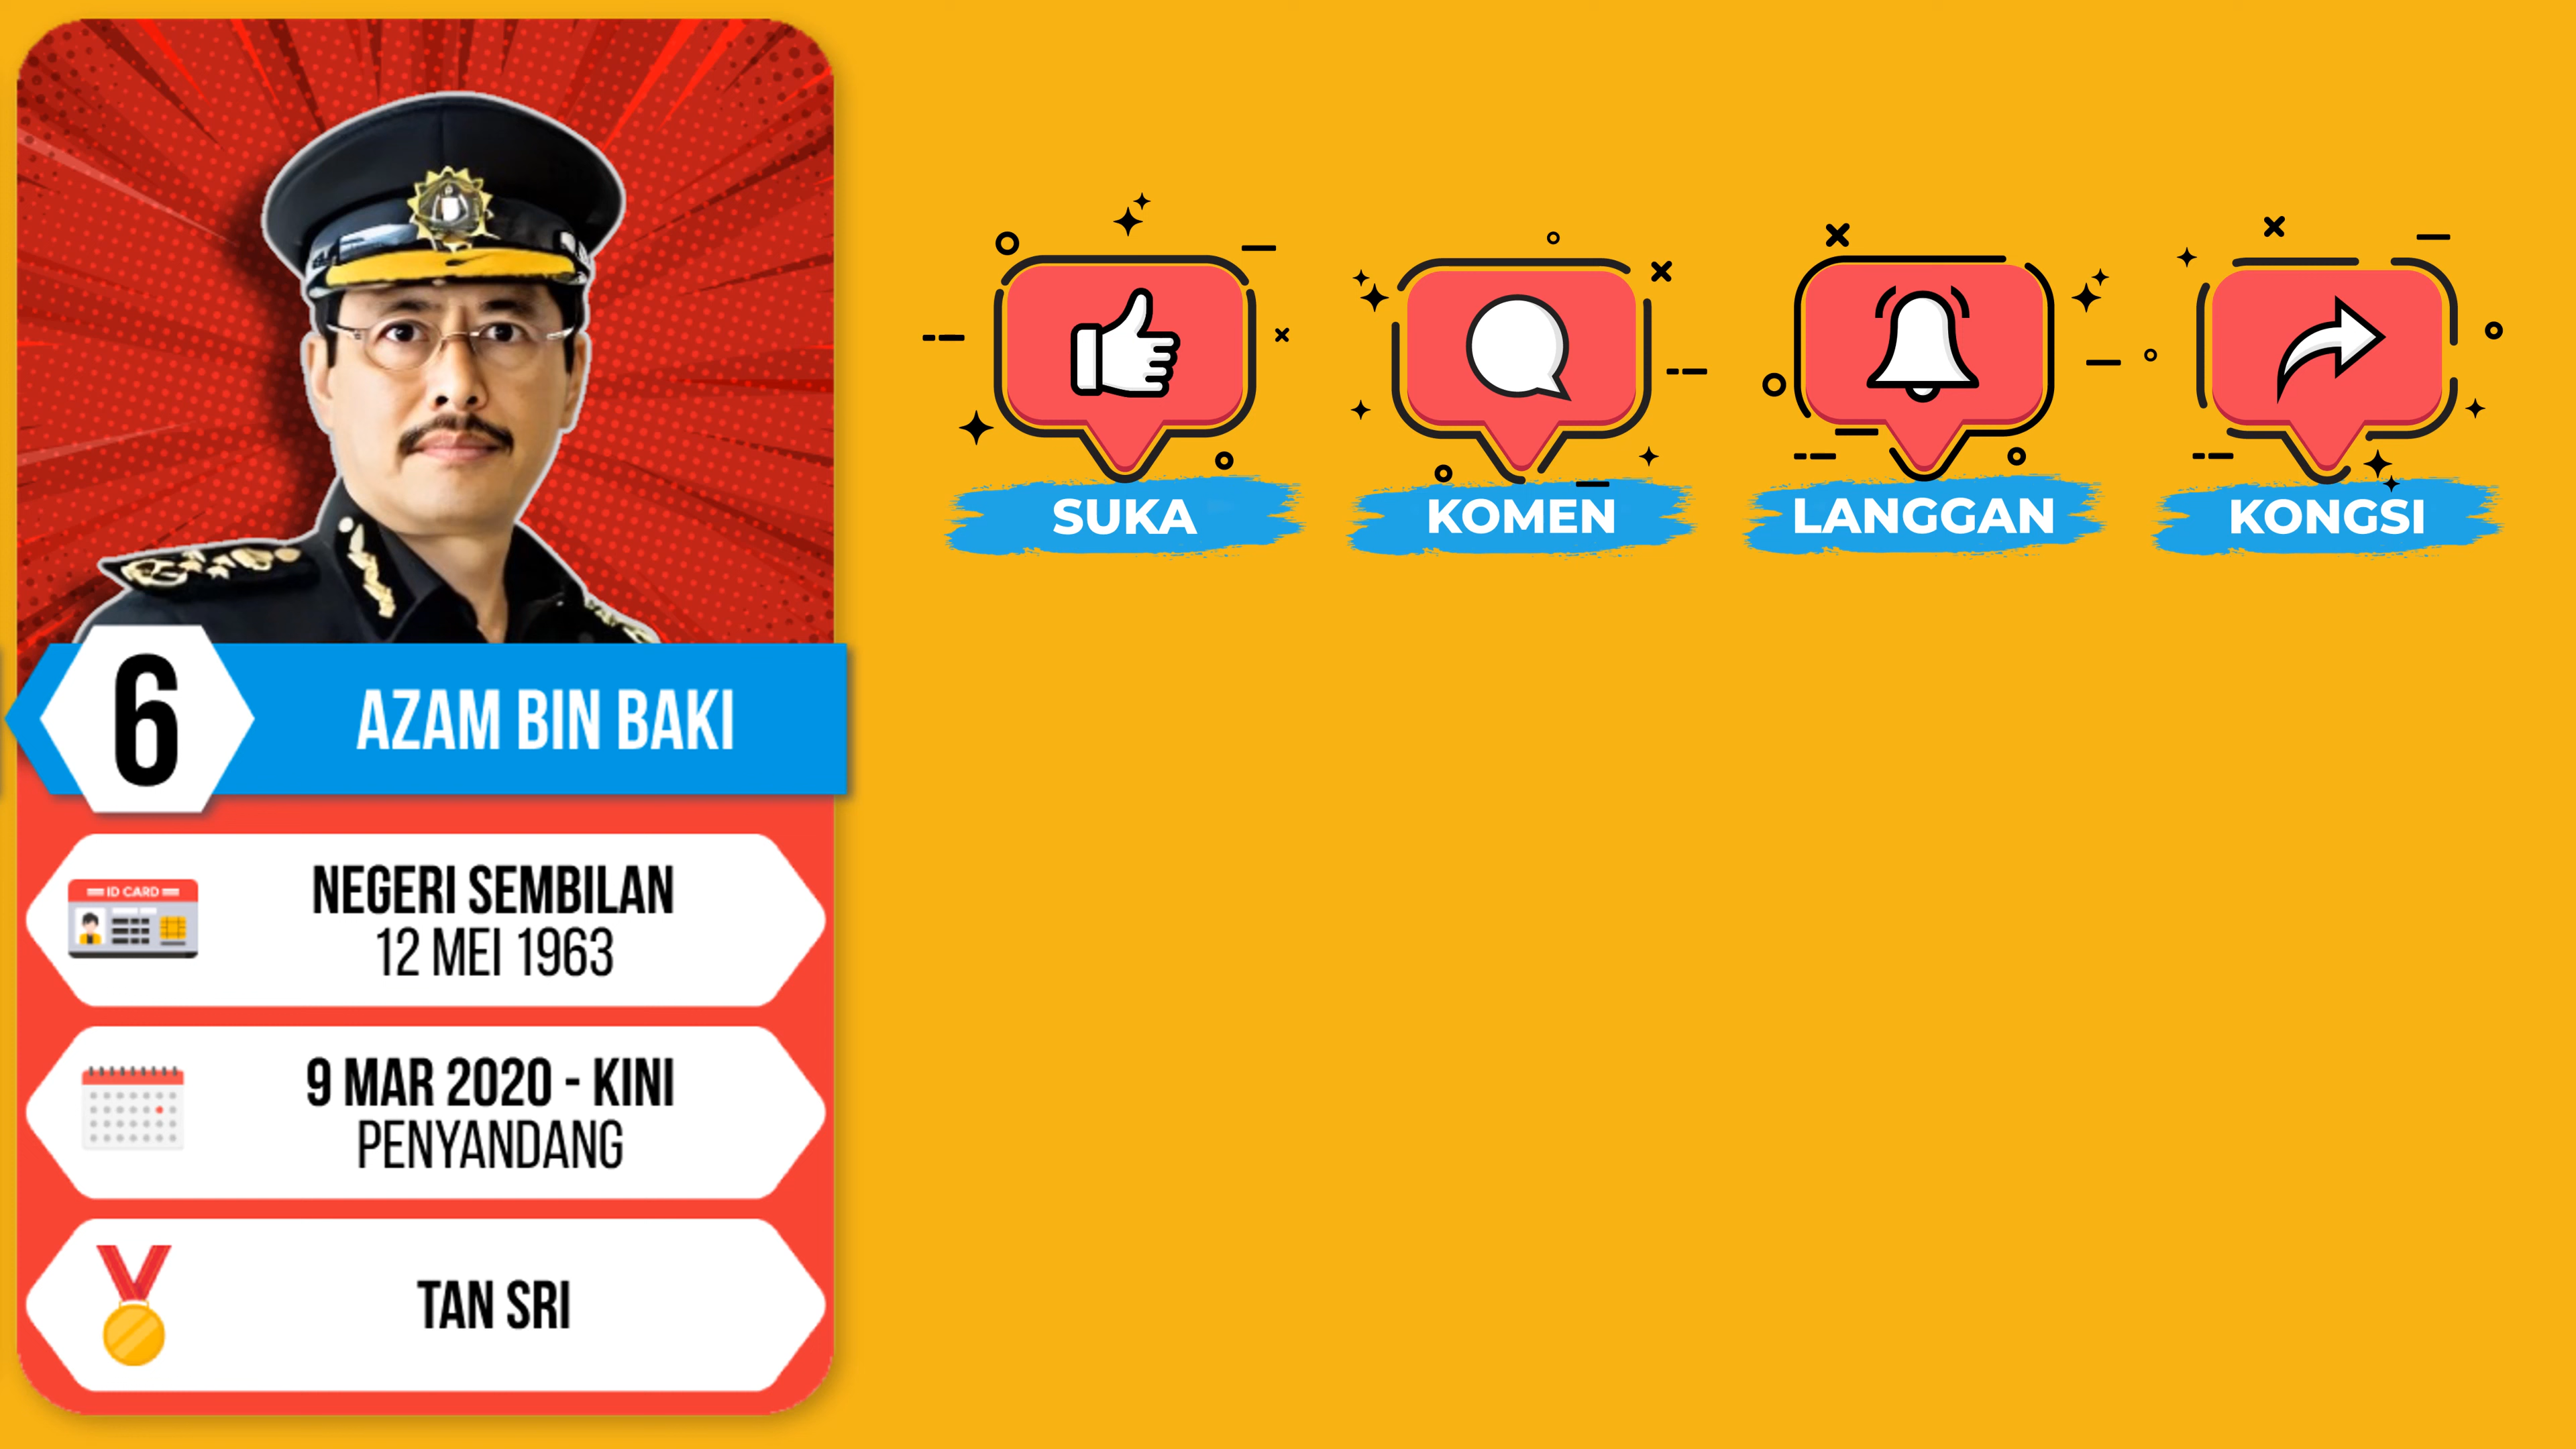 6
AZAM BIN BAKI
ID CARD
NEGERI SEMBILAN
12 MEI 1963
9 MAR 2020 - KINI
PENYANDANG
TAN SRI
SUKA
KOMEN
LANGGAN
KONGSI